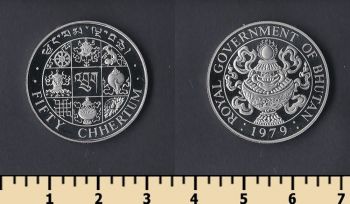 · FIFTY CHHERTUM ·
ROYAL GOVERNMENT OF BHUTAN
· 1979 ·
1 2 3 4 5 6 7